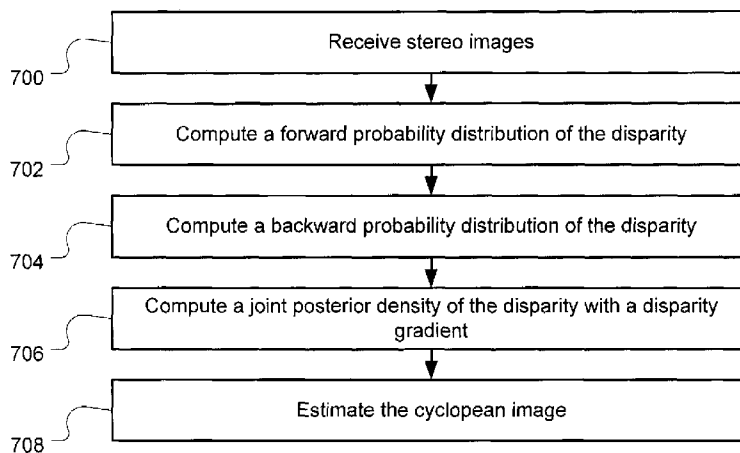 Receive stereo images
700
Compute a forward probability distribution of the disparity
702
Compute a backward probability distribution of the disparity
704
Compute a joint posterior density of the disparity with a disparity
gradient
706
Estimate the cyclopean image
708